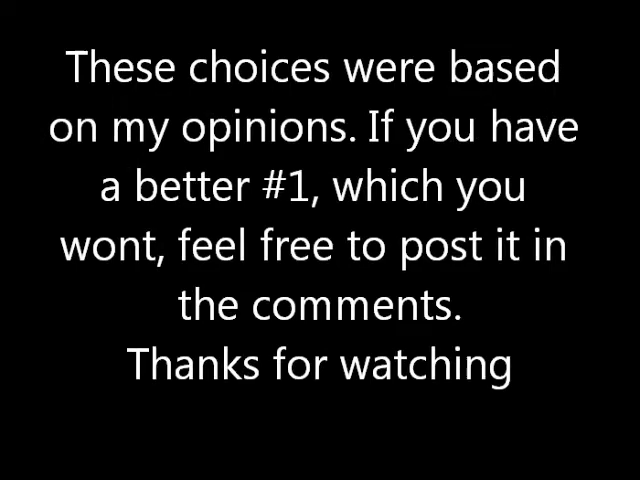 These choices were based
on my opinions. If you have
a better #1, which you
wont, feel free to post it in
the comments.
Thanks for watching